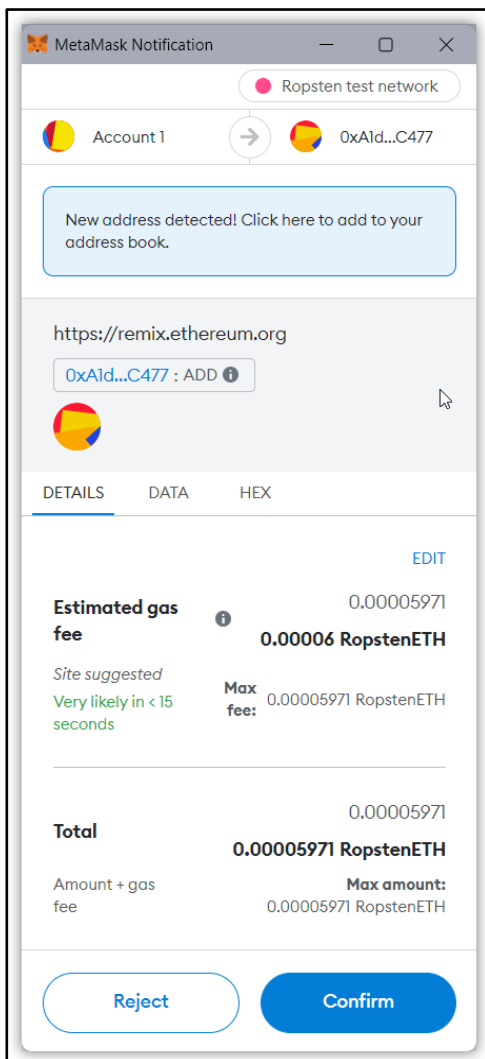 MetaMask Notification
Ropsten test network
Account 1
0xA1d...C477
New address detected! Click here to add to your
address book.
https://remix.ethereum.org
0xA1d...C477 : ADD
DETAILS DATA HEX
EDIT
Estimated gas
fee
0.00005971
0.00006 RopstenETH
Site suggested
Very likely in < 15
seconds
Max
fee:
0.00005971 RopstenETH
Total
0.00005971
0.00005971 RopstenETH
Amount + gas
fee
Max amount:
0.00005971 RopstenETH
Reject
Confirm